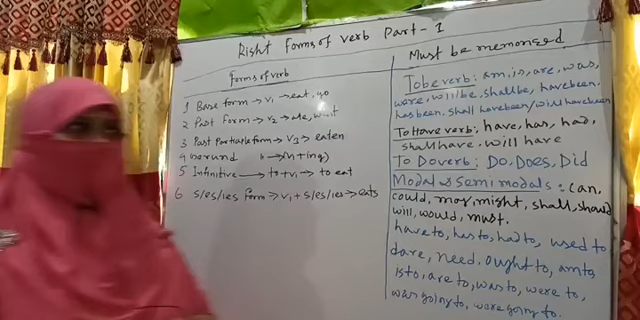 Right forms of verb Part-1
Forms of verb
1 Base form → v₁ → eat, go
2 Past Form → v₂ → ate, went
3 Past Participle form → v₃ → eaten
4 Gerund (v+ing)
5 Infinitive → to+v₁ → to eat
6 s/es/ies form → v₁ + s/es/ies → eats
Must be memorised
To be verb: am, is, are, was,
were, will be, shall be, have been,
has been, shall have been/will have been
To Have verb: have, has, had,
shall have, will have
To Do verb: Do, Does, Did
Modal & Semi modals: can,
could, may, might, shall, should
will, would, must.
have to, has to, had to, used to
dare, need, ought to, am to
is to, are to, was to, were to,
was going to, were going to.